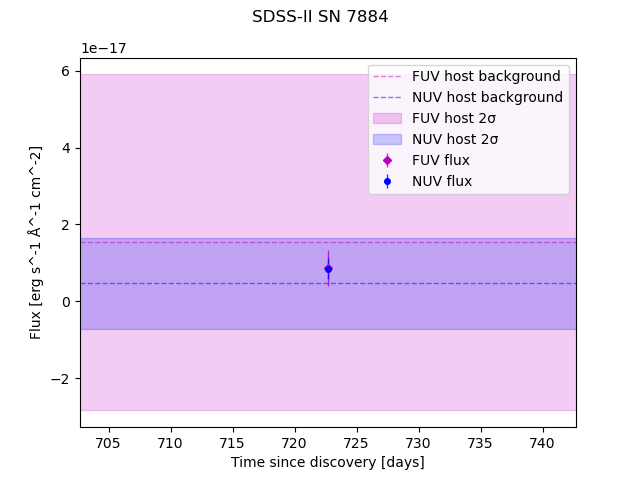 SDSS-II SN 7884
1e−17
6
4
2
0
−2
Flux [erg s^-1 Å^-1 cm^-2]
FUV host background
NUV host background
FUV host 2σ
NUV host 2σ
FUV flux
NUV flux
705 710 715 720 725 730 735 740
Time since discovery [days]